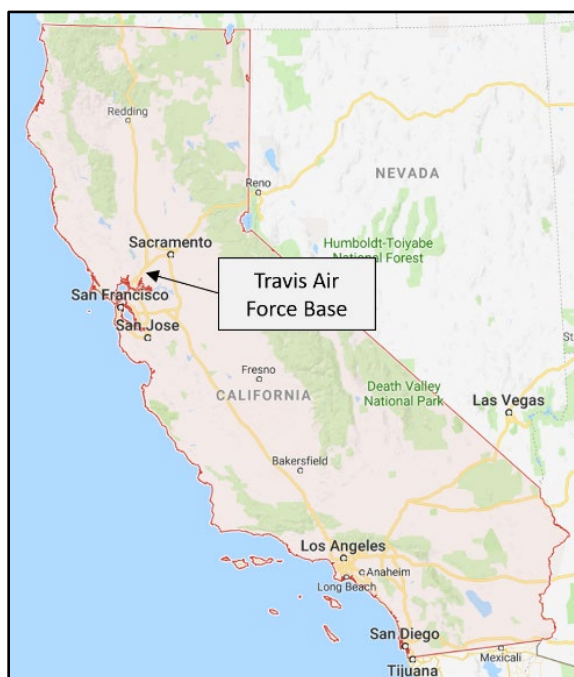 Redding
Reno
NEVADA
Sacramento
Humboldt-Toiyabe
National Forest
Travis Air
Force Base
San Francisco
San Jose
Fresno
CALIFORNIA
Death Valley
National Park
Las Vegas
St
Bakersfield
Los Angeles
Anaheim
Long Beach
San Diego
Tijuana
Mexicali